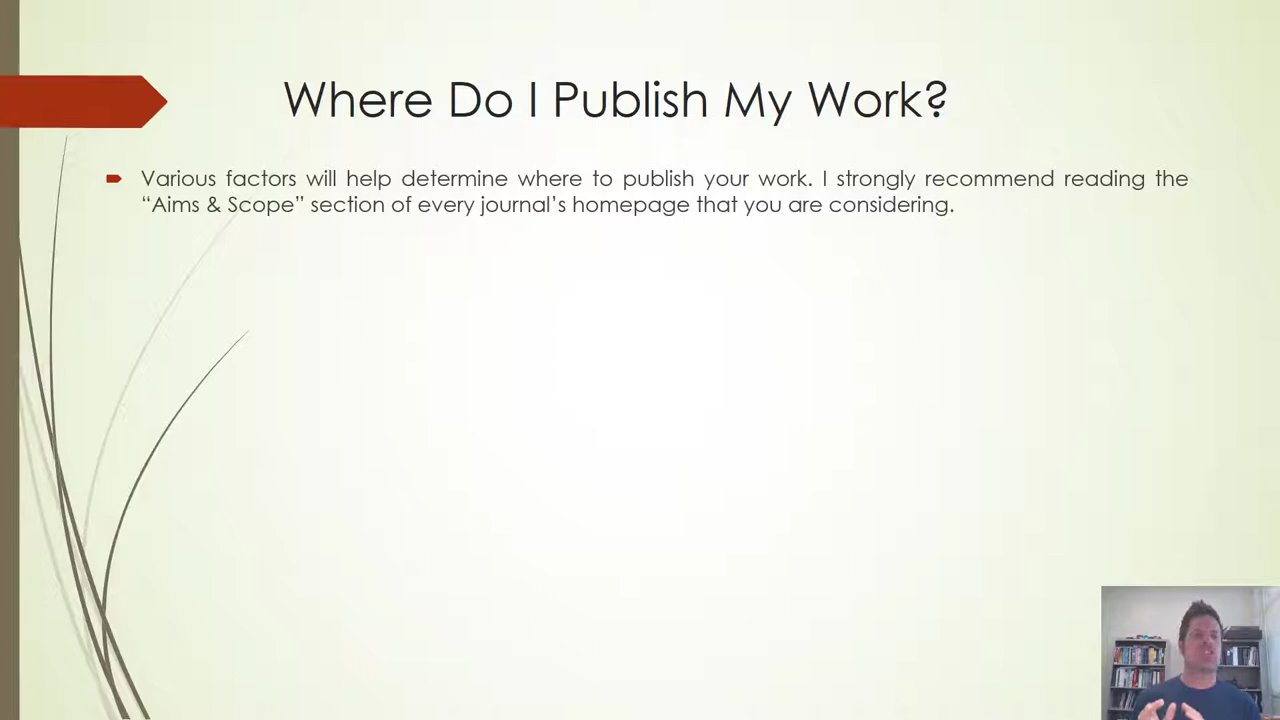 Where Do I Publish My Work?
Various factors will help determine where to publish your work. I strongly recommend reading the
“Aims & Scope” section of every journal’s homepage that you are considering.